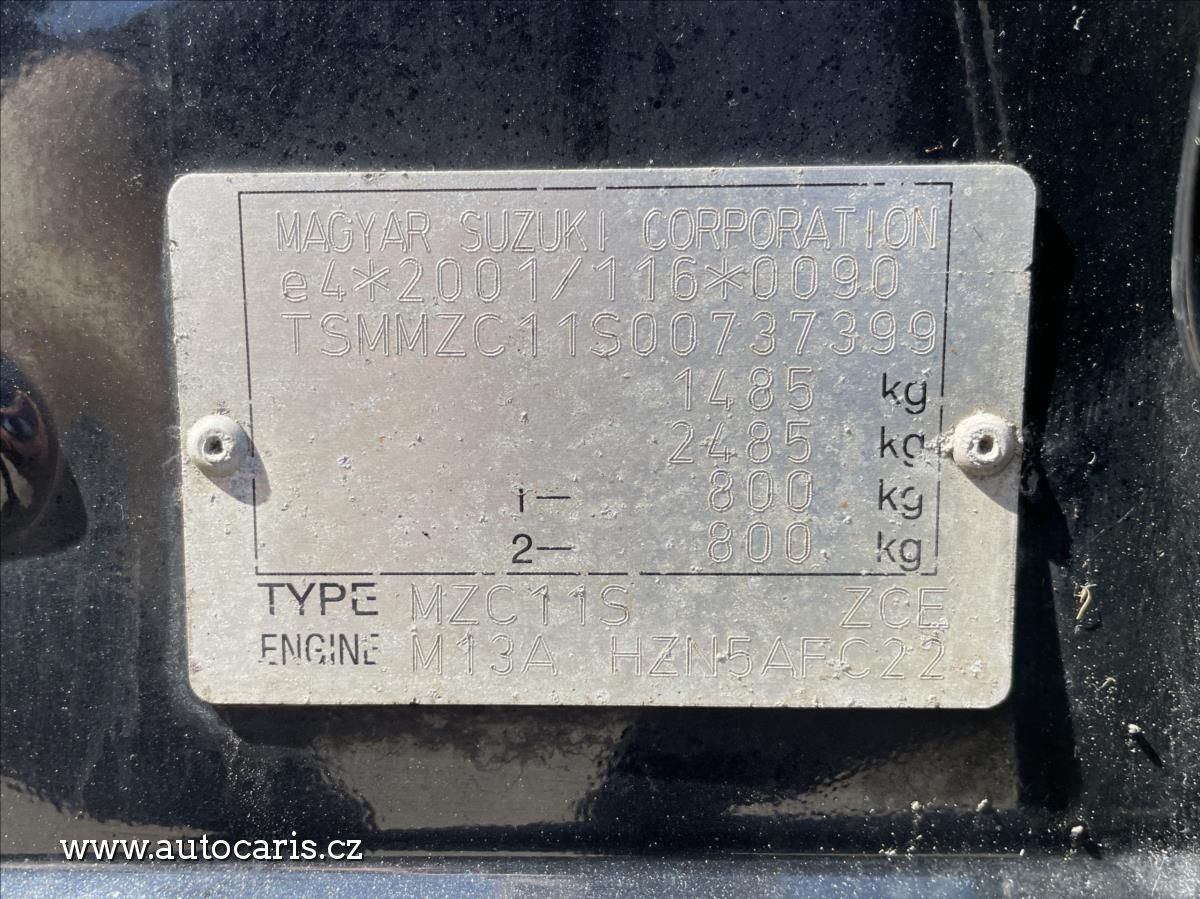 MAGYAR SUZUKI CORPORATION
e4*2001/116*0090
TSMMZC11S00737399
1485 kg
2485 kg
1— 800 kg
2— 800 kg
TYPE MZC11S ZCE
ENGINE M13A HZN5AFC22
www.autocaris.cz